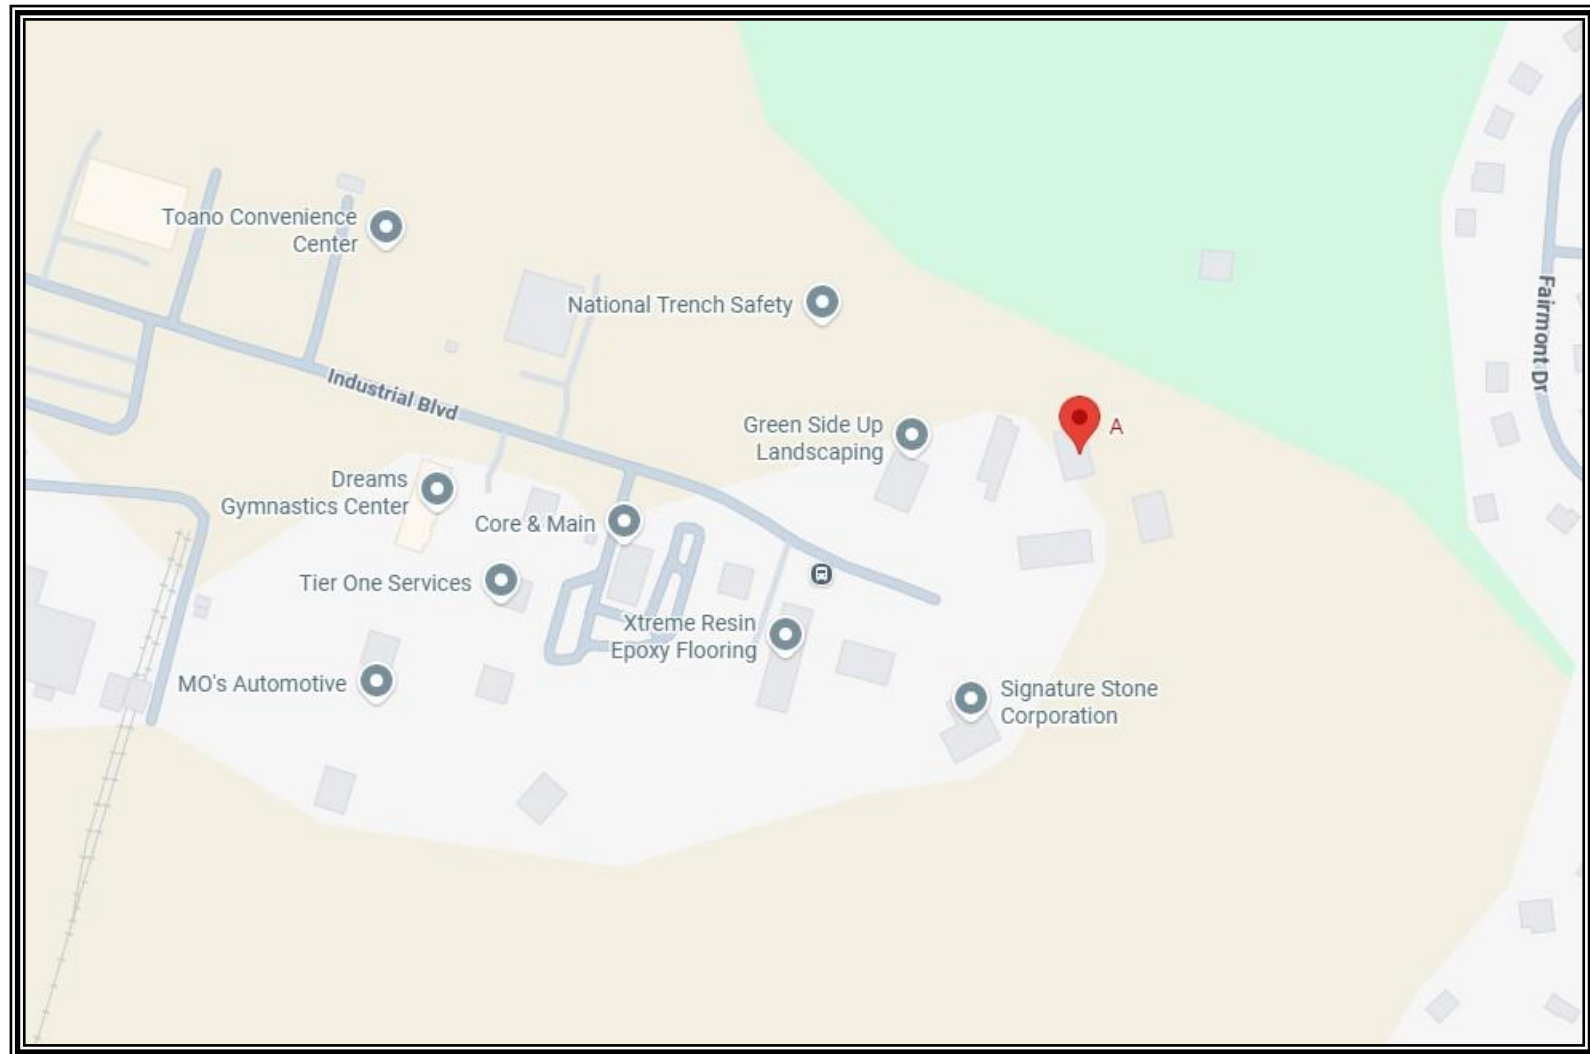 Toano Convenience
Center
National Trench Safety
Fairmont Dr
Industrial Blvd
Green Side Up
Landscaping
A
Dreams
Gymnastics Center
Core & Main
Tier One Services
Xtreme Resin
Epoxy Flooring
MO's Automotive
Signature Stone
Corporation